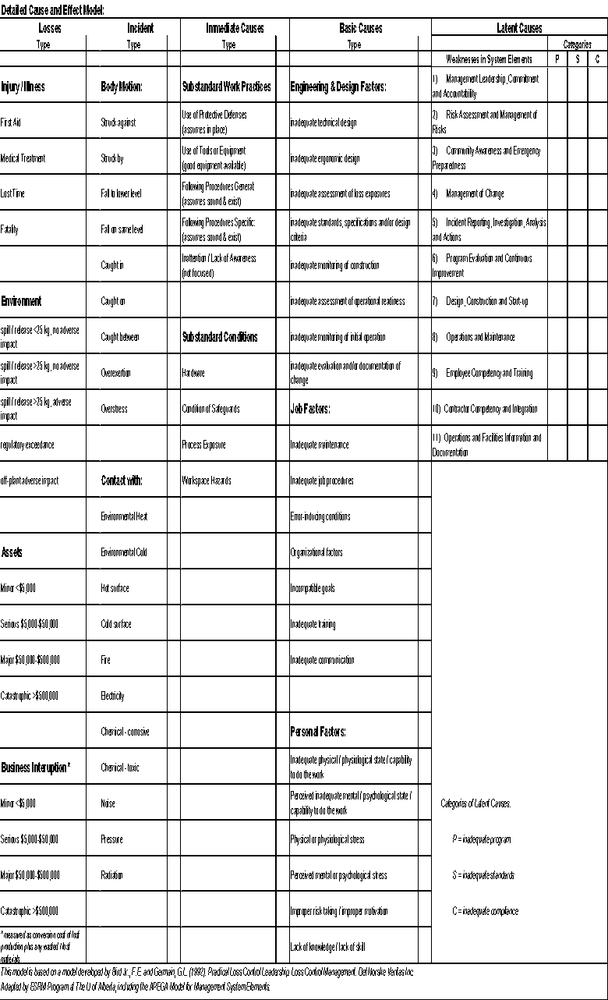 Detailed Cause and Effect Model:
Losses
Type
Injury / Illness
First Aid
Medical Treatment
Lost Time
Fatality
Environment
spill / release <25 kg, no adverse
impact
spill / release >25 kg, no adverse
impact
spill / release >25 kg, adverse
impact
regulatory exceedance
off-plant adverse impact
Assets
Minor <$5,000
Serious $5,000-$50,000
Major $50,000-$500,000
Catastrophic >$500,000
Business Interuption*
Minor <$5,000
Serious $5,000-$50,000
Major $50,000-$500,000
Catastrophic >$500,000
*measured as conversion cost of lost
production plus any wasted / lost
materials
Incident
Type
Body Motion:
Struck against
Struck by
Fall to lower level
Fall on same level
Caught in
Caught on
Caught between
Overexertion
Overstress
Contact with:
Environmental Heat
Environmental Cold
Hot surface
Cold surface
Fire
Electricity
Chemical - corrosive
Chemical - toxic
Noise
Pressure
Radiation
Immediate Causes
Type
Substandard Work Practices
Use of Protective Defenses
(assumes in place)
Use of Tools or Equipment
(good equipment available)
Following Procedures General:
(assumes sound & exist)
Following Procedures Specific:
(assumes sound & exist)
Inattention / Lack of Awareness
(not focused)
Substandard Conditions
Hardware
Condition of Safeguards
Process Exposure
Workspace Hazards
Basic Causes
Type
Engineering & Design Factors:
inadequate technical design
inadequate ergonomic design
inadequate assessment of loss exposures
inadequate standards, specifications and/or design
criteria
inadequate monitoring of construction
inadequate assessment of operational readiness
inadequate monitoring of initial operation
inadequate evaluation and/or documentation of
change
Job Factors:
Inadequate maintenance
Inadequate job procedures
Error-inducing conditions
Organizational factors
Incompatible goals
Inadequate training
Inadequate communication
Personal Factors:
Inadequate physical / physiological state / capability
to do the work
Perceived inadequate mental / psychological state /
capability to do the work
Physical or physiological stress
Perceived mental or psychological stress
Improper risk taking / improper motivation
Lack of knowledge / lack of skill
Latent Causes
Categories
Weaknesses in System Elements P S C
1) Management Leadership, Commitment
and Accountability
2) Risk Assessment and Management of
Risks
3) Community Awareness and Emergency
Preparedness
4) Management of Change
5) Incident Reporting, Investigation, Analysis
and Actions
6) Program Evaluation and Continuous
Improvement
7) Design, Construction and Start-up
8) Operations and Maintenance
9) Employee Competency and Training
10) Contractor Competency and Integration
11) Operations and Facilities Information and
Documentation
Categories of Latent Causes:
P = inadequate program
S = inadequate standards
C = inadequate compliance
This model is based on a model developed by Bird Jr., F.E. and Germain, G.L. (1992). Practical Loss Control Leadership. Loss Control Management. Det Norske Veritas Inc.
Adapted by ESRM Program at The U of Alberta, including the APEGA Model for Management System Elements.